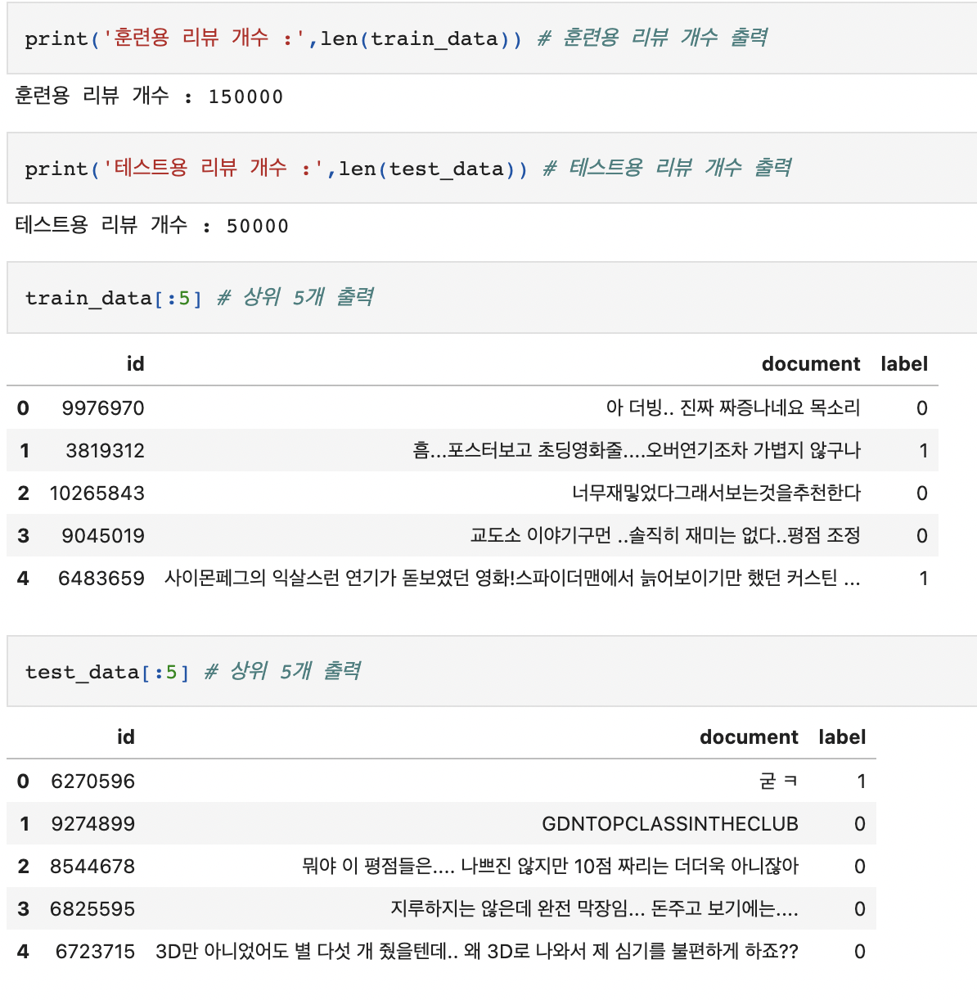 print('훈련용 리뷰 개수 :',len(train_data)) # 훈련용 리뷰 개수 출력
훈련용 리뷰 개수 : 150000
print('테스트용 리뷰 개수 :',len(test_data)) # 테스트용 리뷰 개수 출력
테스트용 리뷰 개수 : 50000
train_data[:5] # 상위 5개 출력
id document label
0 9976970 아 더빙.. 진짜 짜증나네요 목소리 0
1 3819312 흠...포스터보고 초딩영화줄....오버연기조차 가볍지 않구나 1
2 10265843 너무재밓었다그래서보는것을추천한다 0
3 9045019 교도소 이야기구먼 ..솔직히 재미는 없다..평점 조정 0
4 6483659 사이몬페그의 익살스런 연기가 돋보였던 영화!스파이더맨에서 늙어보이기만 했던 커스틴 ... 1
test_data[:5] # 상위 5개 출력
id document label
0 6270596 굳 ㅋ 1
1 9274899 GDNTOPCLASSINTHECLUB 0
2 8544678 뭐야 이 평점들은.... 나쁘진 않지만 10점 짜리는 더더욱 아니잖아 0
3 6825595 지루하지는 않은데 완전 막장임... 돈주고 보기에는.... 0
4 6723715 3D만 아니었어도 별 다섯 개 줬을텐데.. 왜 3D로 나와서 제 심기를 불편하게 하죠?? 0